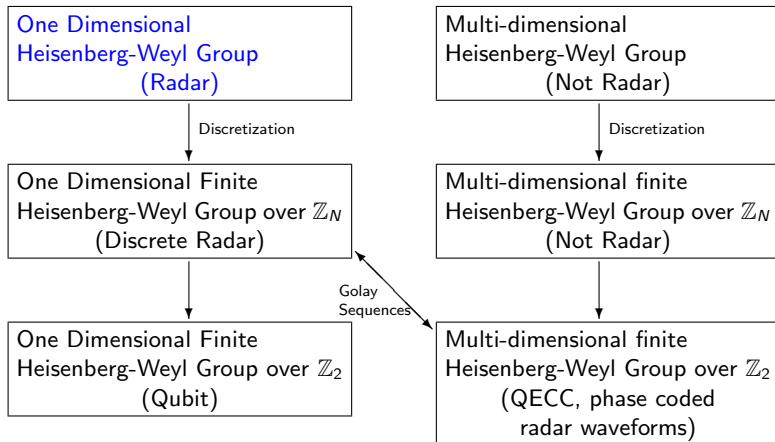 One Dimensional
Heisenberg-Weyl Group
(Radar)
Multi-dimensional
Heisenberg-Weyl Group
(Not Radar)
Discretization
Discretization
One Dimensional Finite
Heisenberg-Weyl Group over ℤ_N
(Discrete Radar)
Multi-dimensional finite
Heisenberg-Weyl Group over ℤ_N
(Not Radar)
Golay
Sequences
One Dimensional Finite
Heisenberg-Weyl Group over ℤ_2
(Qubit)
Multi-dimensional finite
Heisenberg-Weyl Group over ℤ_2
(QECC, phase coded
radar waveforms)